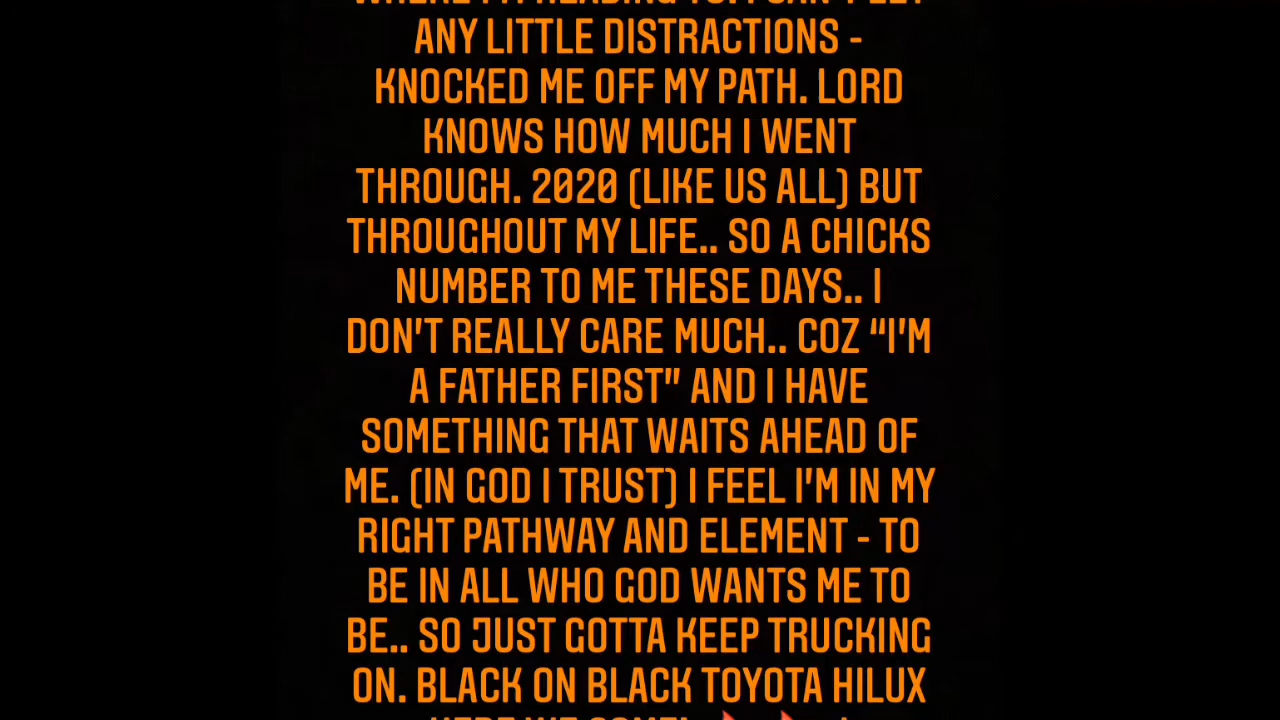 ANY LITTLE DISTRACTIONS -
KNOCKED ME OFF MY PATH. LORD
KNOWS HOW MUCH I WENT
THROUGH. 2020 (LIKE US ALL) BUT
THROUGHOUT MY LIFE.. SO A CHICKS
NUMBER TO ME THESE DAYS.. I
DON'T REALLY CARE MUCH.. COZ “I'M
A FATHER FIRST” AND I HAVE
SOMETHING THAT WAITS AHEAD OF
ME. (IN GOD I TRUST) I FEEL I'M IN MY
RIGHT PATHWAY AND ELEMENT - TO
BE IN ALL WHO GOD WANTS ME TO
BE.. SO JUST GOTTA KEEP TRUCKING
ON. BLACK ON BLACK TOYOTA HILUX
HERE WE COME!